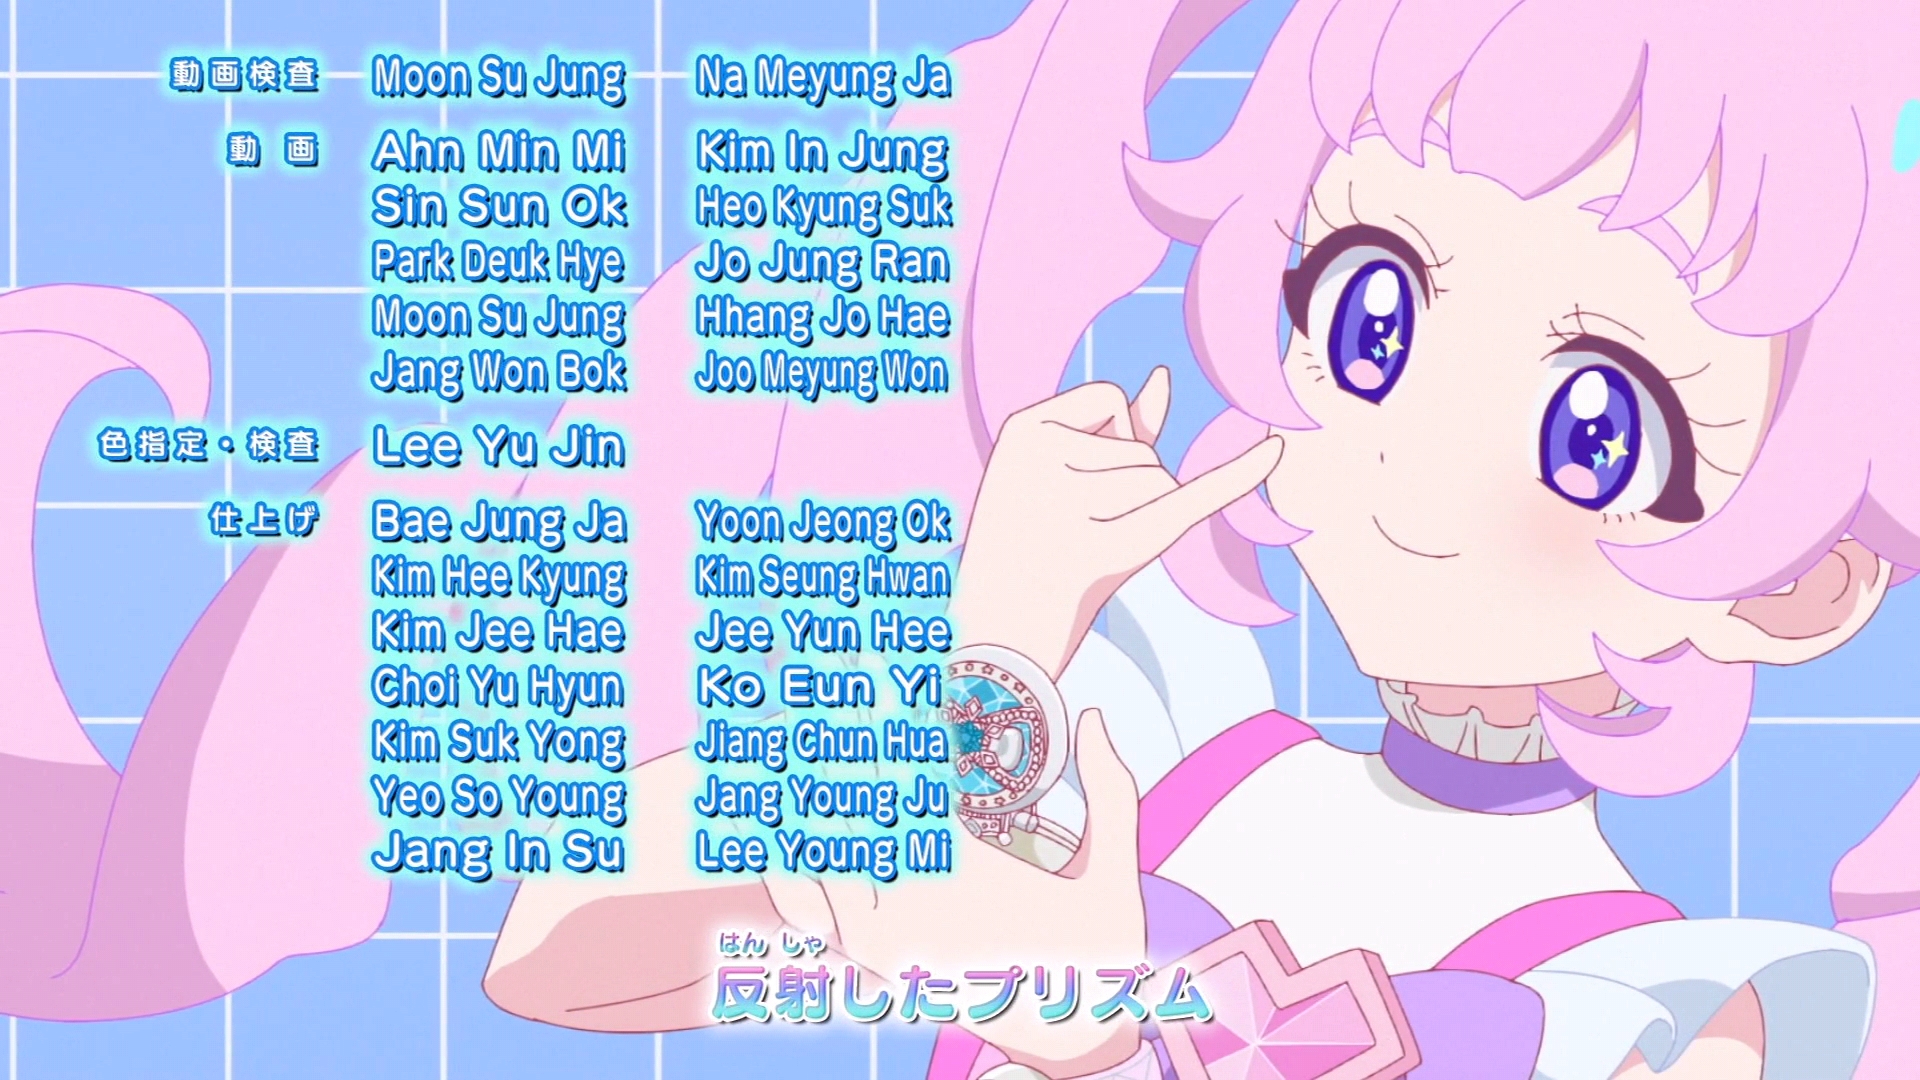 動画検査 Moon Su Jung Na Meyung Ja
動画 Ahn Min Mi Kim In Jung
Sin Sun Ok Heo Kyung Suk
Park Deuk Hye Jo Jung Ran
Moon Su Jung Hhang Jo Hae
Jang Won Bok Joo Meyung Won
色指定・検査 Lee Yu Jin
仕上げ Bae Jung Ja Yoon Jeong Ok
Kim Hee Kyung Kim Seung Hwan
Kim Jee Hae Jee Yun Hee
Choi Yu Hyun Ko Eun Yi
Kim Suk Yong Jiang Chun Hua
Yeo So Young Jang Young Ju
Jang In Su Lee Young Mi
はんしゃ
反射したプリズム